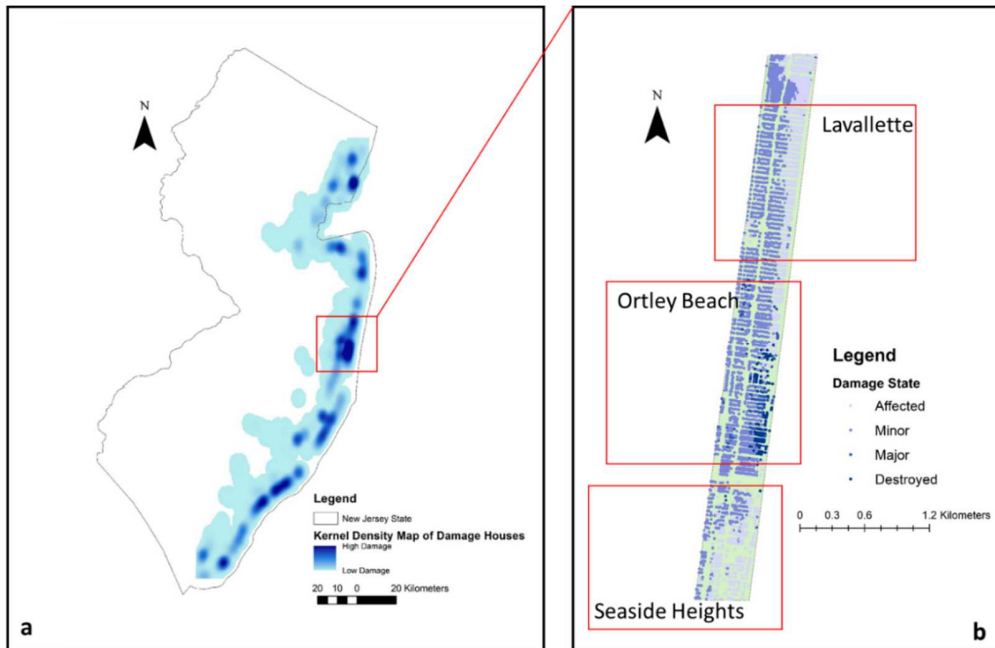 N
Legend
New Jersey State
Kernel Density Map of Damage Houses
High Damage
Low Damage
20 10 0 20 Kilometers
a
N
Lavallette
Ortley Beach
Legend
Damage State
Affected
Minor
Major
Destroyed
0 0.3 0.6 1.2 Kilometers
Seaside Heights
b